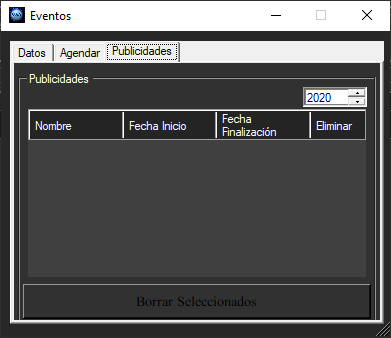 Eventos
Datos Agendar Publicidades
Publicidades
2020
Nombre Fecha Inicio Fecha Finalización Eliminar
Borrar Seleccionados